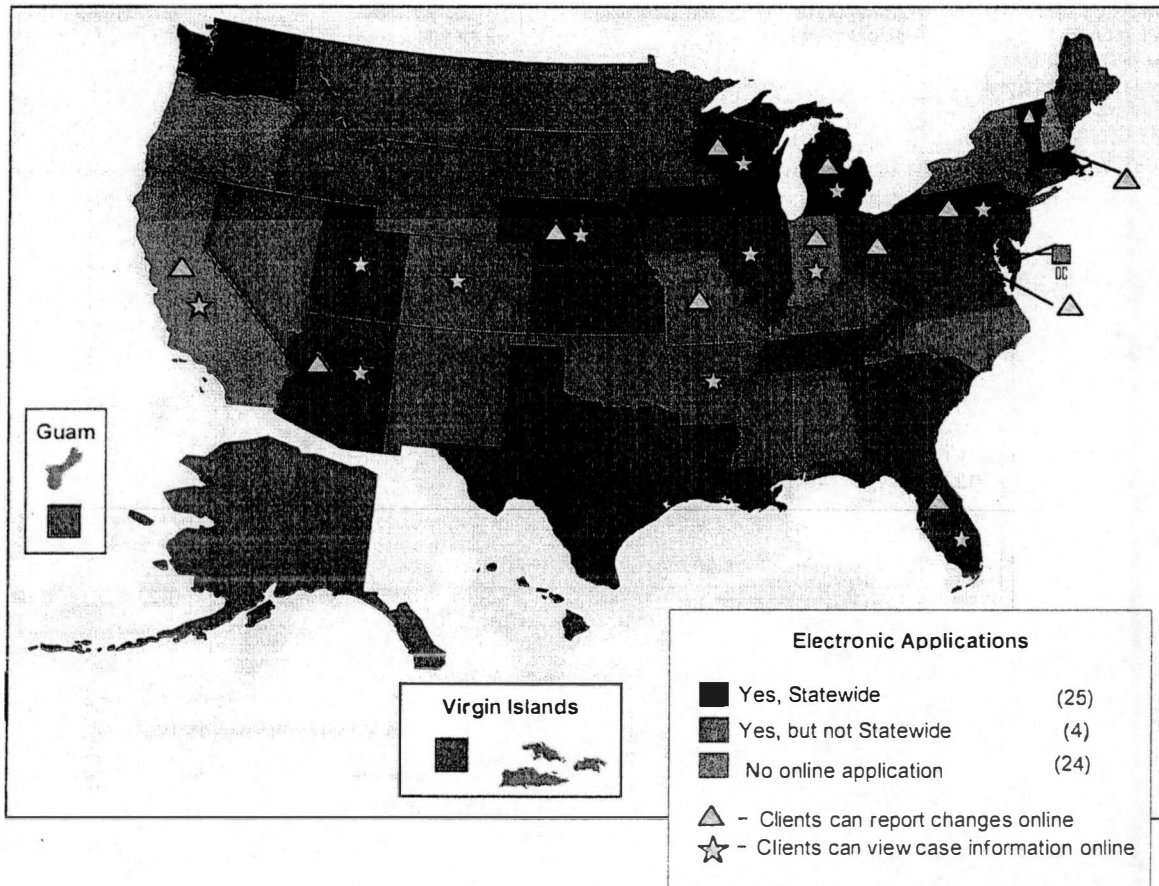 DC
Guam
Virgin Islands
Electronic Applications
Yes, Statewide (25)
Yes, but not Statewide (4)
No online application (24)
– Clients can report changes online
– Clients can view case information online